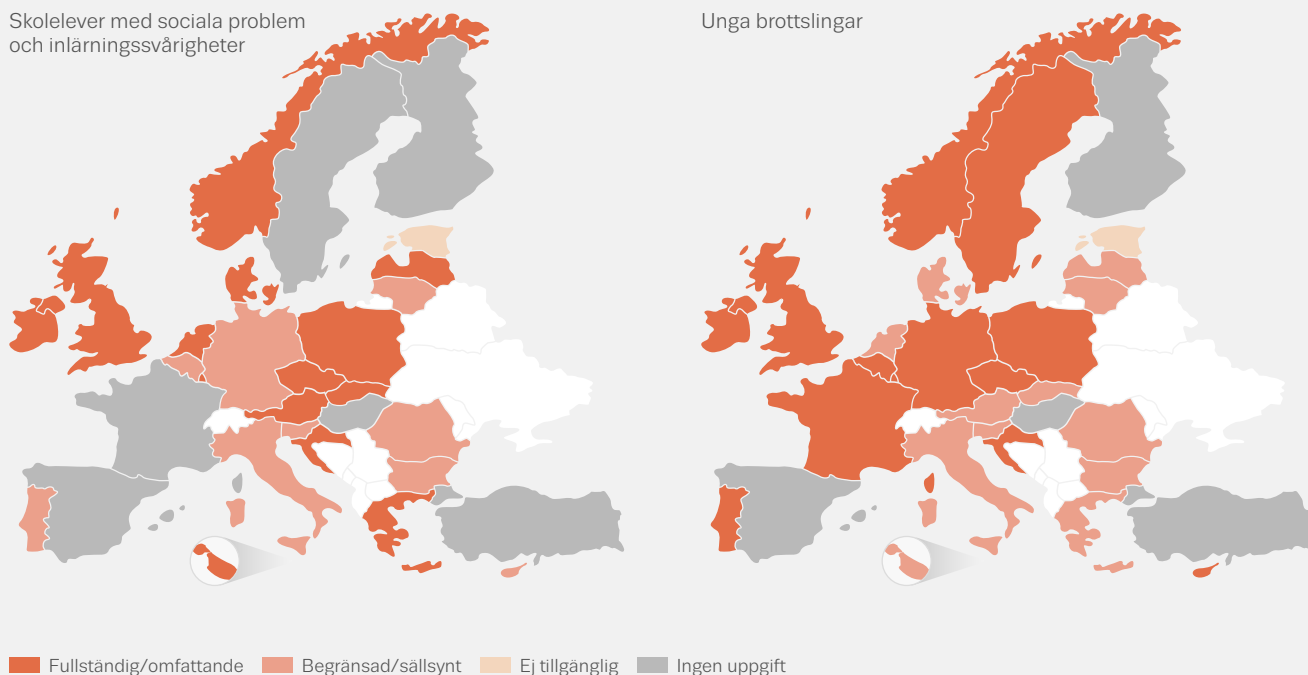 Skolelever med sociala problem
och inlärningssvårigheter
Unga brottslingar
Fullständig/omfattande
Begränsad/sällsynt
Ej tillgänglig
Ingen uppgift